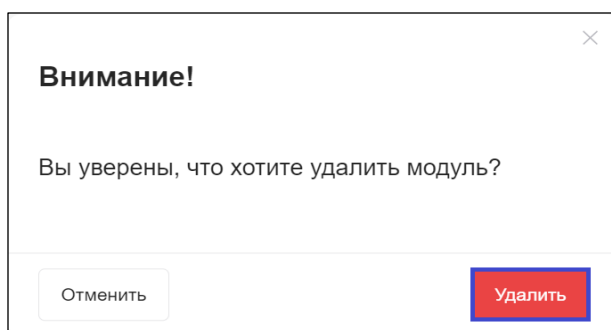 Внимание!
Вы уверены, что хотите удалить модуль?
Отменить
Удалить